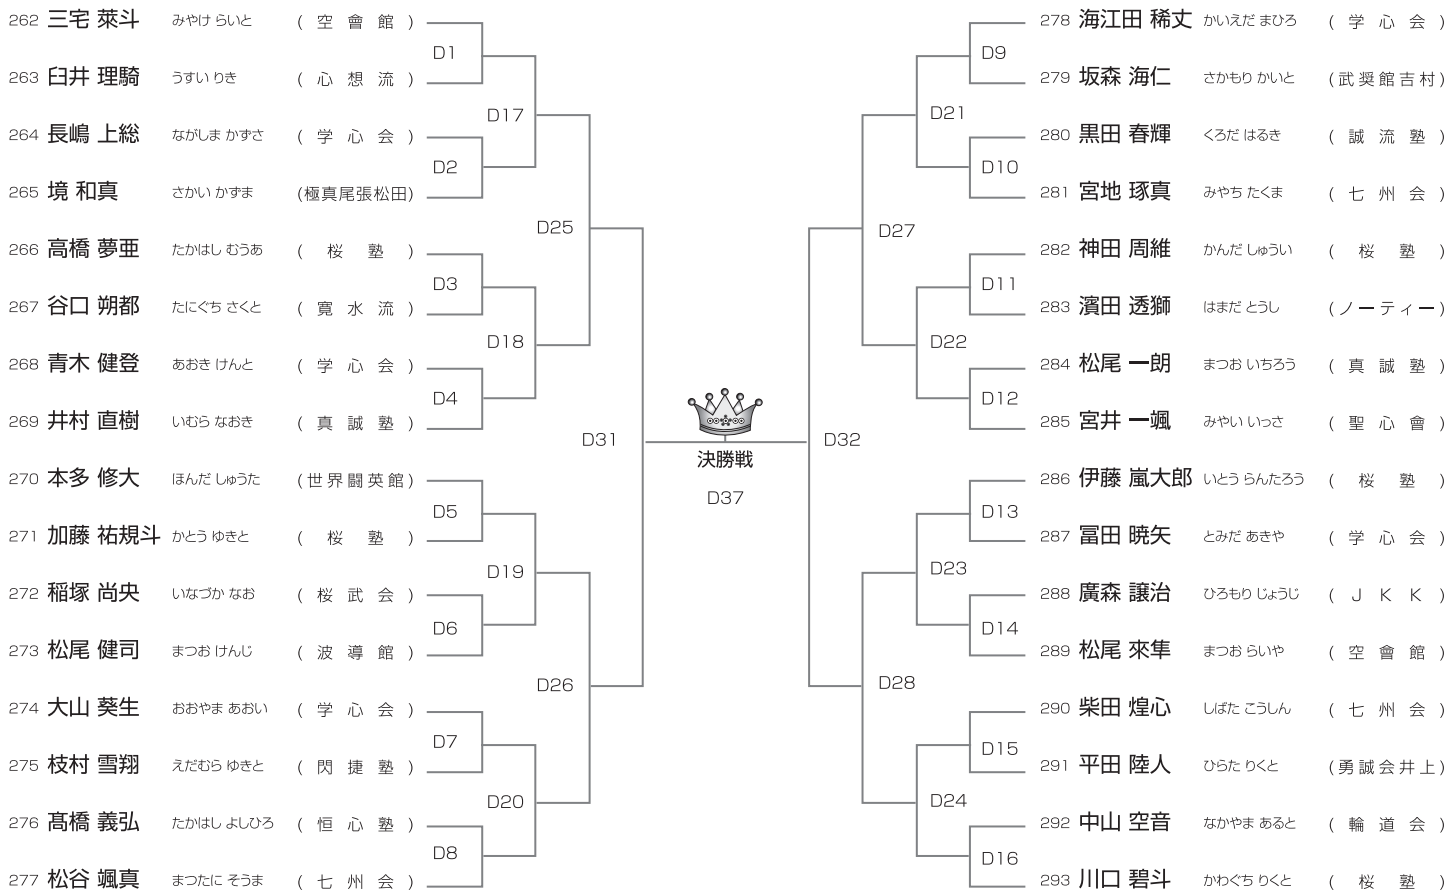 262 三宅 萊斗 みやけ らいと (空會館)
D1
263 臼井 理騎 うすい りき (心想流)
D17
264 長嶋 上総 ながしま かずさ (学心会)
D2
265 境 和真 さかい かずま (極真尾張松田)
D25
266 高橋 夢亜 たかはし むうあ (桜塾)
D3
267 谷口 朔都 たにぐち さくと (寛水流)
D18
268 青木 健登 あおき けんと (学心会)
D4
269 井村 直樹 いむら なおき (真誠塾)
D31
270 本多 修大 ほんだ しゅうた (世界闘英館)
D5
271 加藤 祐規斗 かとう ゆきと (桜塾)
D19
272 稲塚 尚央 いなづか なお (桜武会)
D6
273 松尾 健司 まつお けんじ (波導館)
D26
274 大山 葵生 おおやま あおい (学心会)
D7
275 枝村 雪翔 えだむら ゆきと (閃捷塾)
D20
276 髙橋 義弘 たかはし よしひろ (恒心塾)
D8
277 松谷 颯真 まつたに そうま (七州会)
決勝戦
D37
278 海江田 稀丈 かいえだ まひろ (学心会)
D9
279 坂森 海仁 さかもり かいと (武奨館吉村)
D21
280 黒田 春輝 くろだ はるき (誠流塾)
D10
281 宮地 琢真 みやち たくま (七州会)
D27
282 神田 周維 かんだ しゅうい (桜塾)
D11
283 濱田 透獅 はまだ とうし (ノーティー)
D22
284 松尾 一朗 まつお いちろう (真誠塾)
D12
285 宮井 一颯 みやい いっさ (聖心會)
D32
286 伊藤 嵐大郎 いとう らんたろう (桜塾)
D13
287 冨田 暁矢 とみだ あきや (学心会)
D23
288 廣森 譲治 ひろもり じょうじ (JKK)
D14
289 松尾 來隼 まつお らいや (空會館)
D28
290 柴田 煌心 しばた こうしん (七州会)
D15
291 平田 陸人 ひらた りくと (勇誠会井上)
D24
292 中山 空音 なかやま あると (輪道会)
D16
293 川口 碧斗 かわぐち りくと (桜塾)